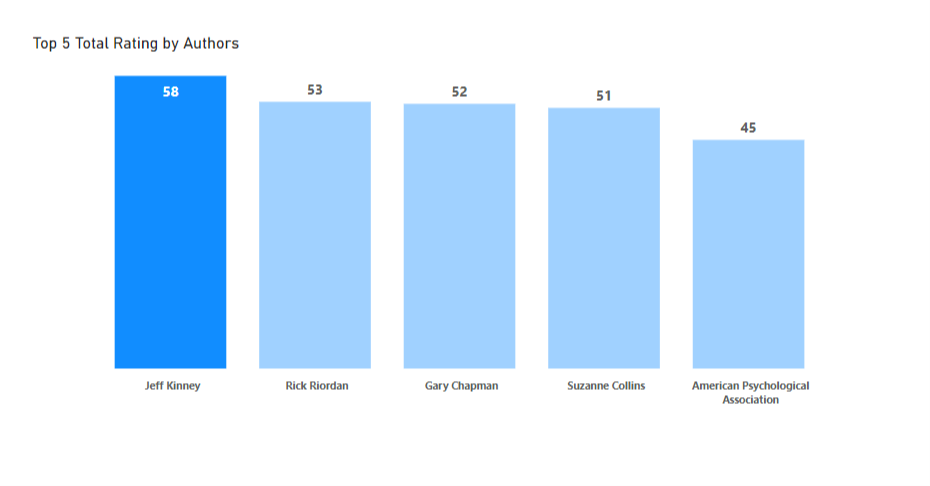 Top 5 Total Rating by Authors
58
53
52
51
45
Jeff Kinney
Rick Riordan
Gary Chapman
Suzanne Collins
American Psychological
Association